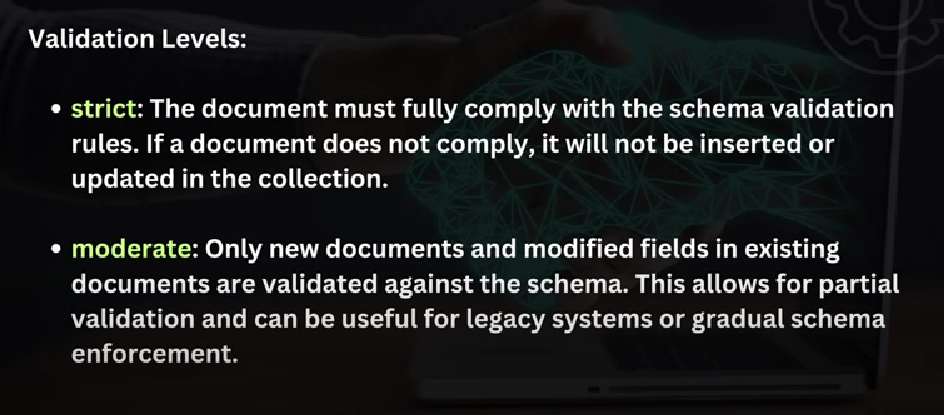 Validation Levels:
• strict: The document must fully comply with the schema validation
rules. If a document does not comply, it will not be inserted or
updated in the collection.
• moderate: Only new documents and modified fields in existing
documents are validated against the schema. This allows for partial
validation and can be useful for legacy systems or gradual schema
enforcement.